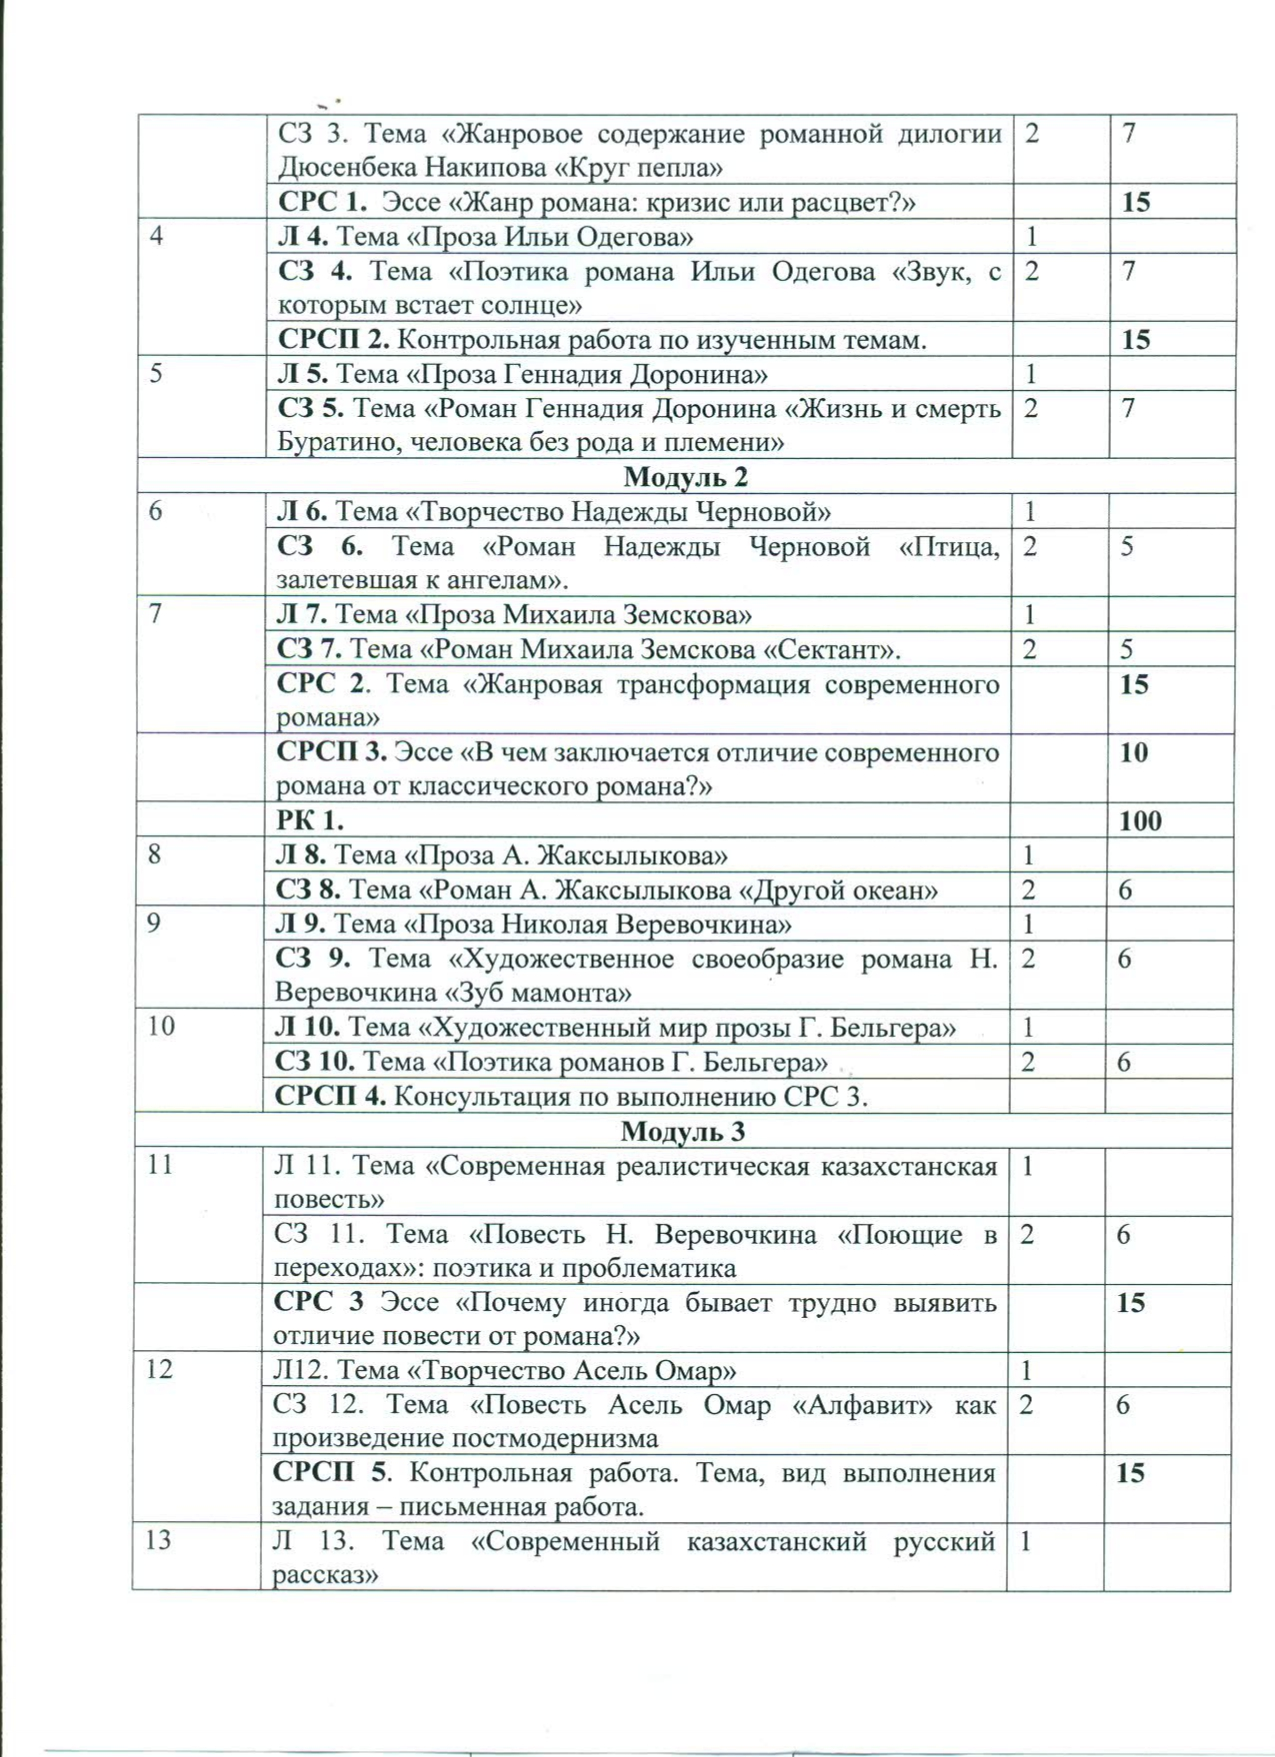 СЗ 3. Тема «Жанровое содержание романной дилогии 2 7
Дюсенбека Накипова «Круг пепла»
СРС 1. Эссе «Жанр романа: кризис или расцвет?» 15
4 Л 4. Тема «Проза Ильи Одегова» 1
СЗ 4. Тема «Поэтика романа Ильи Одегова «Звук, с 2 7
которым встает солнце»
СРСП 2. Контрольная работа по изученным темам. 15
5 Л 5. Тема «Проза Геннадия Доронина» 1
СЗ 5. Тема «Роман Геннадия Доронина «Жизнь и смерть 2 7
Буратино, человека без рода и племени»
Модуль 2
6 Л 6. Тема «Творчество Надежды Черновой» 1
СЗ 6. Тема «Роман Надежды Черновой «Птица, 2 5
залетевшая к ангелам».
7 Л 7. Тема «Проза Михаила Земскова» 1
СЗ 7. Тема «Роман Михаила Земскова «Сектант». 2 5
СРС 2. Тема «Жанровая трансформация современного 15
романа»
СРСП 3. Эссе «В чем заключается отличие современного 10
романа от классического романа?»
РК 1. 100
8 Л 8. Тема «Проза А. Жаксылыкова» 1
СЗ 8. Тема «Роман А. Жаксылыкова «Другой океан» 2 6
9 Л 9. Тема «Проза Николая Веревочкина» 1
СЗ 9. Тема «Художественное своеобразие романа Н. 2 6
Веревочкина «Зуб мамонта»
10 Л 10. Тема «Художественный мир прозы Г. Бельгера» 1
СЗ 10. Тема «Поэтика романов Г. Бельгера» 2 6
СРСП 4. Консультация по выполнению СРС 3.
Модуль 3
11 Л 11. Тема «Современная реалистическая казахстанская 1
повесть»
СЗ 11. Тема «Повесть Н. Веревочкина «Поющие в 2 6
переходах»: поэтика и проблематика
СРС 3 Эссе «Почему иногда бывает трудно выявить 15
отличие повести от романа?»
12 Л12. Тема «Творчество Асель Омар» 1
СЗ 12. Тема «Повесть Асель Омар «Алфавит» как 2 6
произведение постмодернизма
СРСП 5. Контрольная работа. Тема, вид выполнения 15
задания – письменная работа.
13 Л 13. Тема «Современный казахстанский русский 1
рассказ»